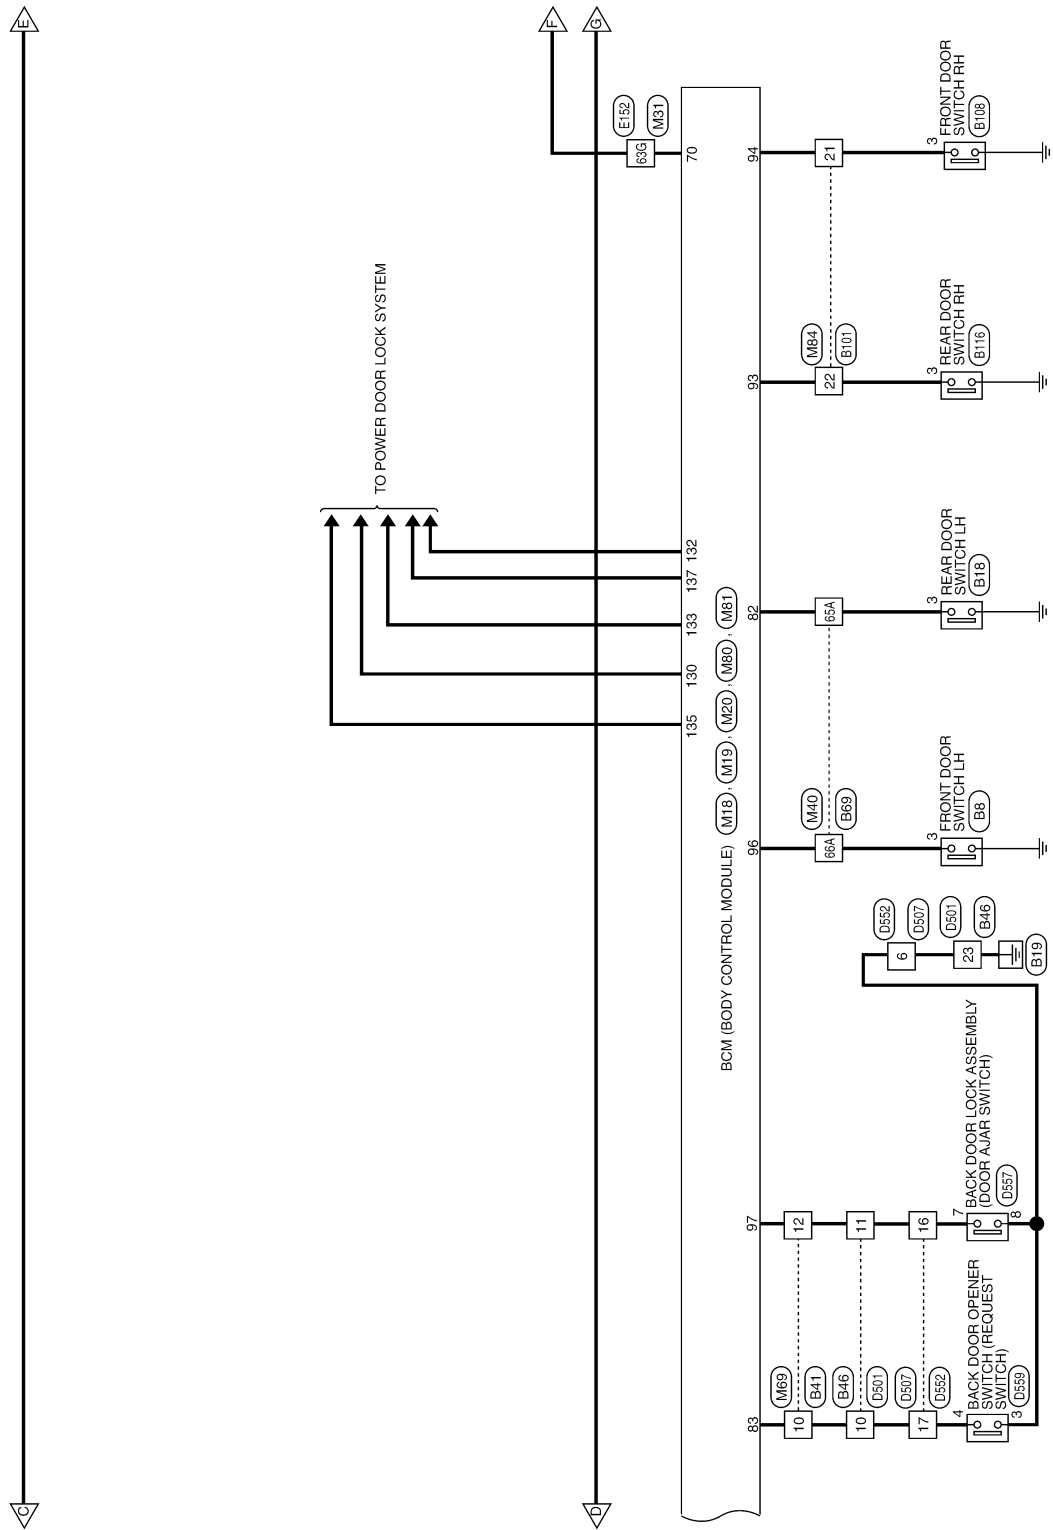 C
E
D
G
F
E152
M31
63G
70
TO POWER DOOR LOCK SYSTEM
135
130
133
137
132
BCM (BODY CONTROL MODULE) M18 , M19 , M20 , M80 , M81
83
97
96
82
93
94
M69
B41
10
12
B46
D501
10
11
D507
D552
17
16
BACK DOOR OPENER
SWITCH (REQUEST
SWITCH)
D559
4
3
BACK DOOR LOCK ASSEMBLY
(DOOR AJAR SWITCH)
D557
7
8
D552
D507
6
D501
B46
23
B19
M40
B69
66A
65A
FRONT DOOR
SWITCH LH
B8
3
REAR DOOR
SWITCH LH
B18
3
M84
B101
22
21
REAR DOOR
SWITCH RH
B116
3
FRONT DOOR
SWITCH RH
B108
3